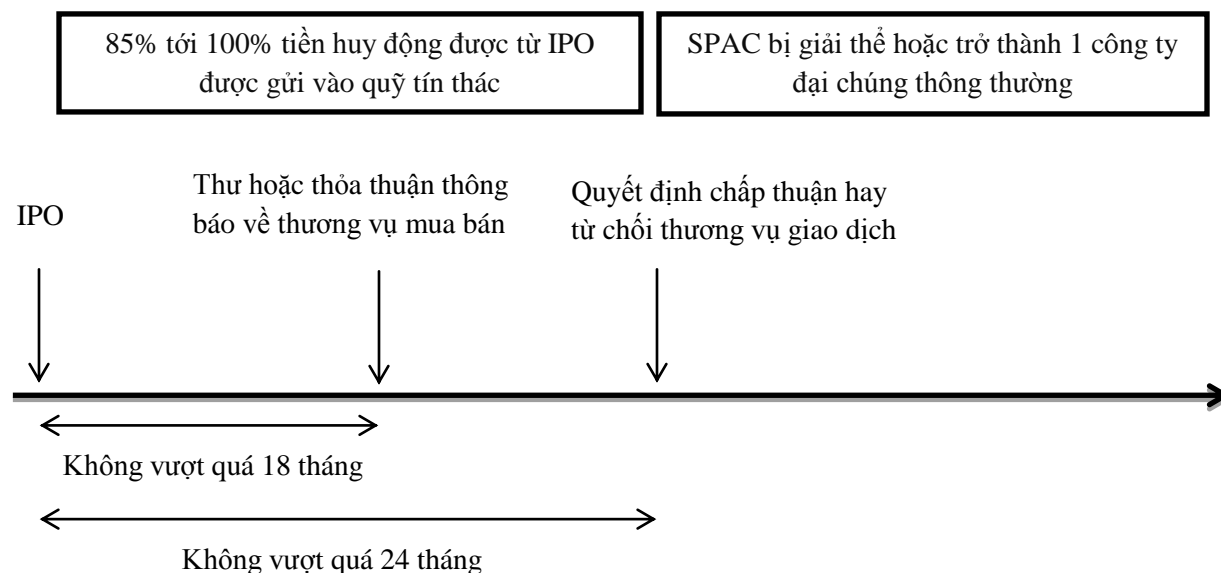 85% tới 100% tiền huy động được từ IPO
được gửi vào quỹ tín thác
SPAC bị giải thể hoặc trở thành 1 công ty
đại chúng thông thường
IPO
Thư hoặc thỏa thuận thông
báo về thương vụ mua bán
Quyết định chấp thuận hay
từ chối thương vụ giao dịch
Không vượt quá 18 tháng
Không vượt quá 24 tháng